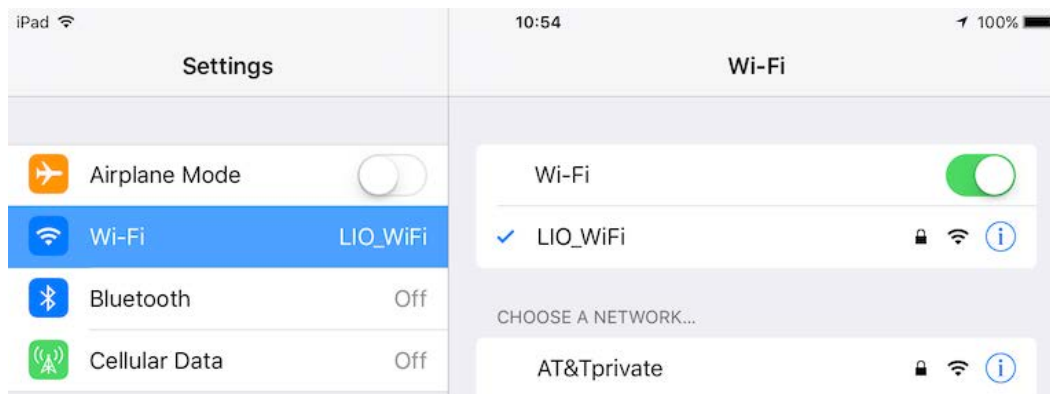 iPad 10:54 100%
Settings
Wi-Fi
Airplane Mode
Wi-Fi LIO_WiFi
Bluetooth Off
Cellular Data Off
Wi-Fi
LIO_WiFi
CHOOSE A NETWORK...
AT&Tprivate